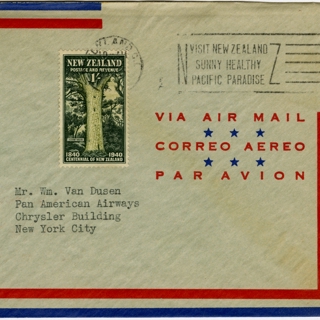 VISIT NEW ZEALAND
N SUNNY HEALTHY Z
PACIFIC PARADISE
NEW ZEALAND
POSTAGE AND REVENUE
1/-
1840 1940
CENTENNIAL OF NEW ZEALAND
VIA AIR MAIL
CORREO AEREO
PAR AVION
Mr. Wm. Van Dusen
Pan American Airways
Chrysler Building
New York City